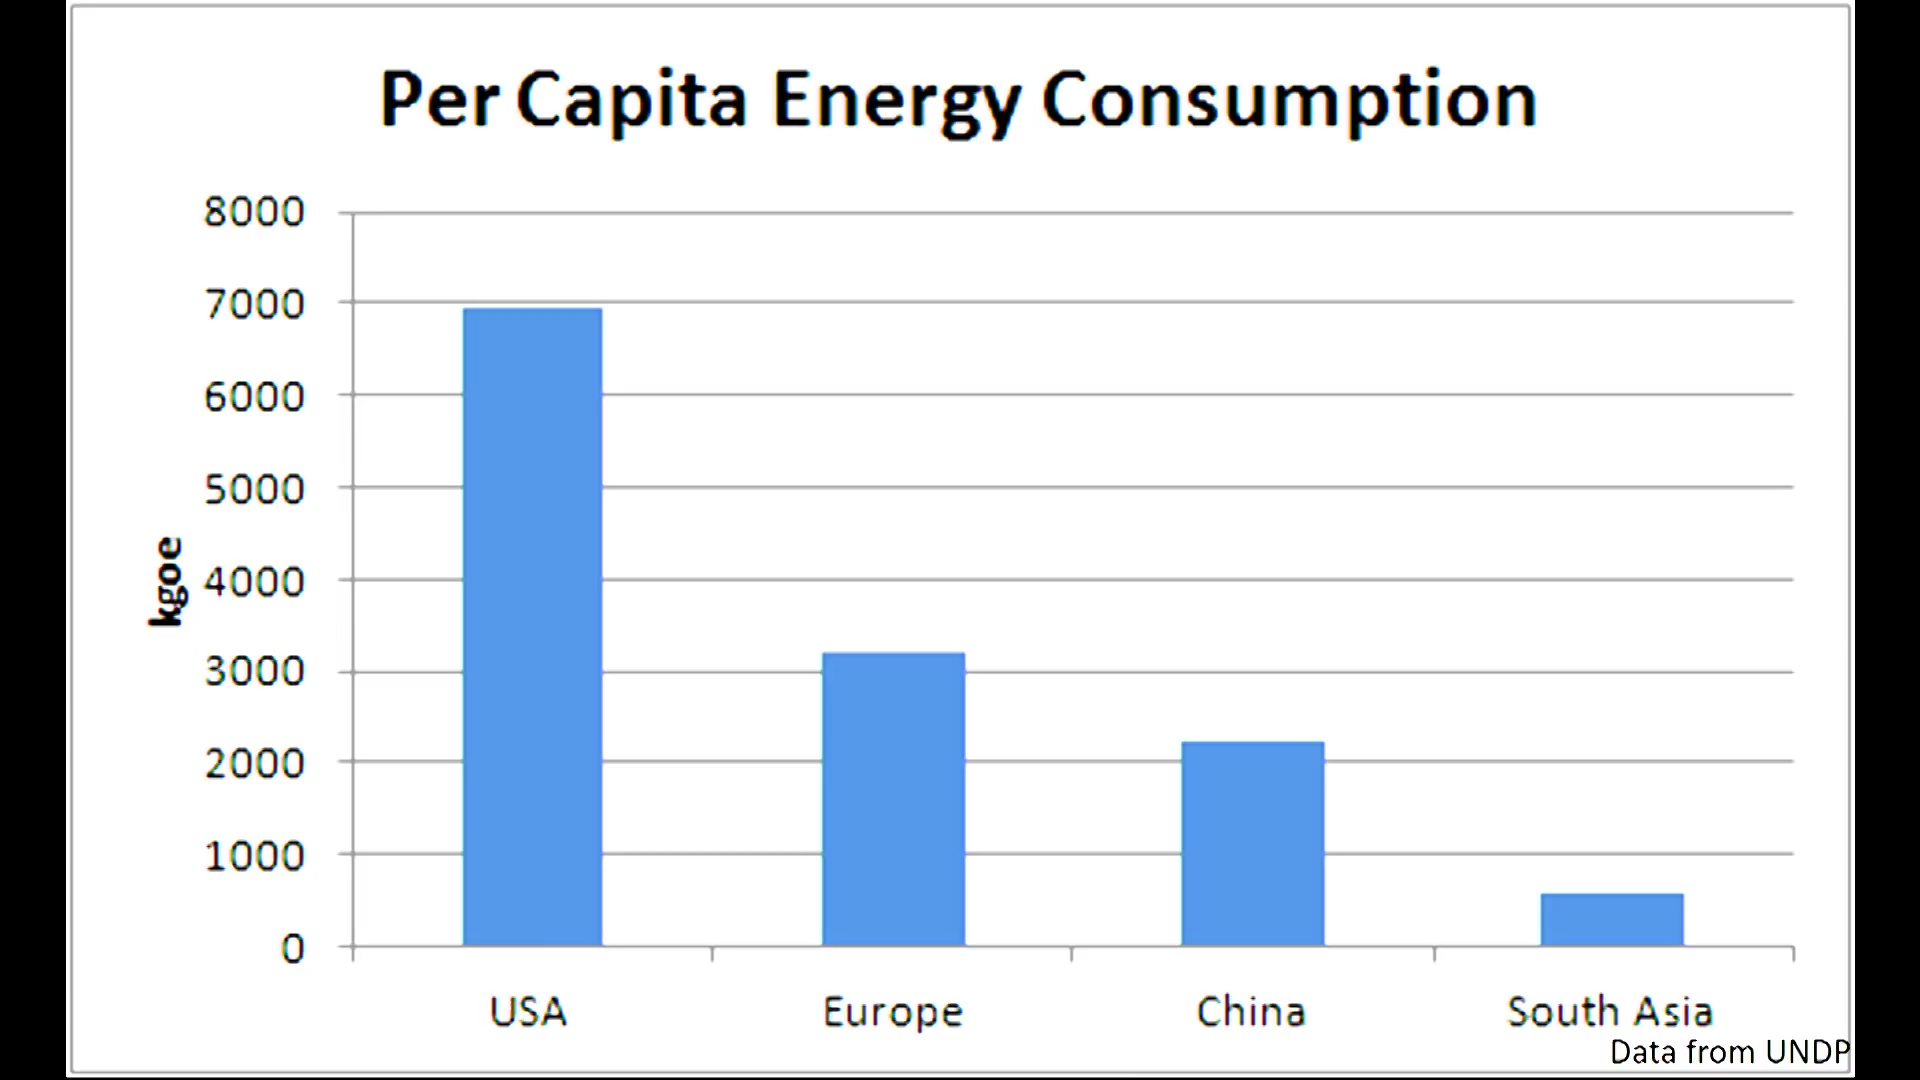 Per Capita Energy Consumption
8000
7000
6000
5000
4000
3000
2000
1000
0
kgoe
USA Europe China South Asia
Data from UNDP